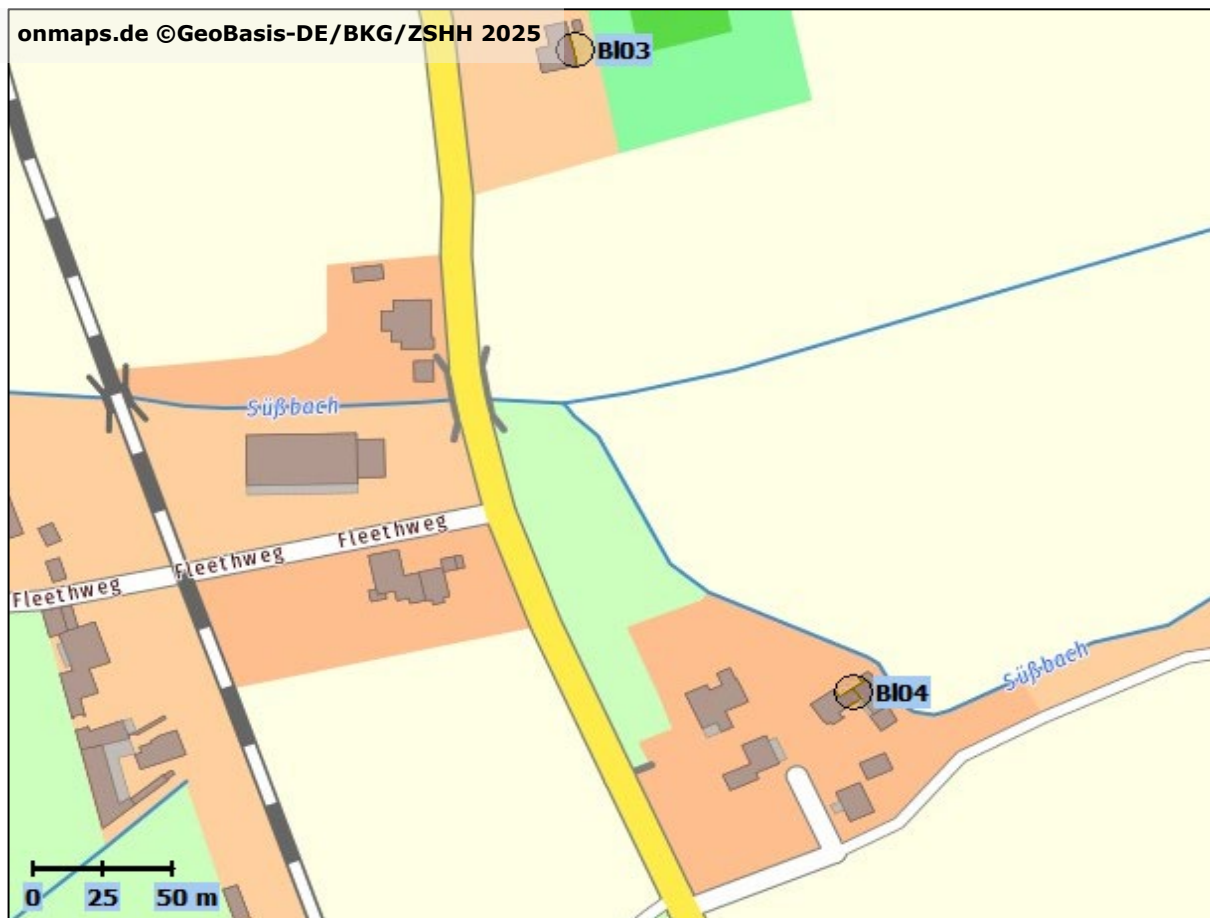 onmaps.de ©GeoBasis-DE/BKG/ZSHH 2025
Bl03
Süßbach
Fleethweg
Fleethweg
Fleethweg
Süßbach
Bl04
0 25 50 m